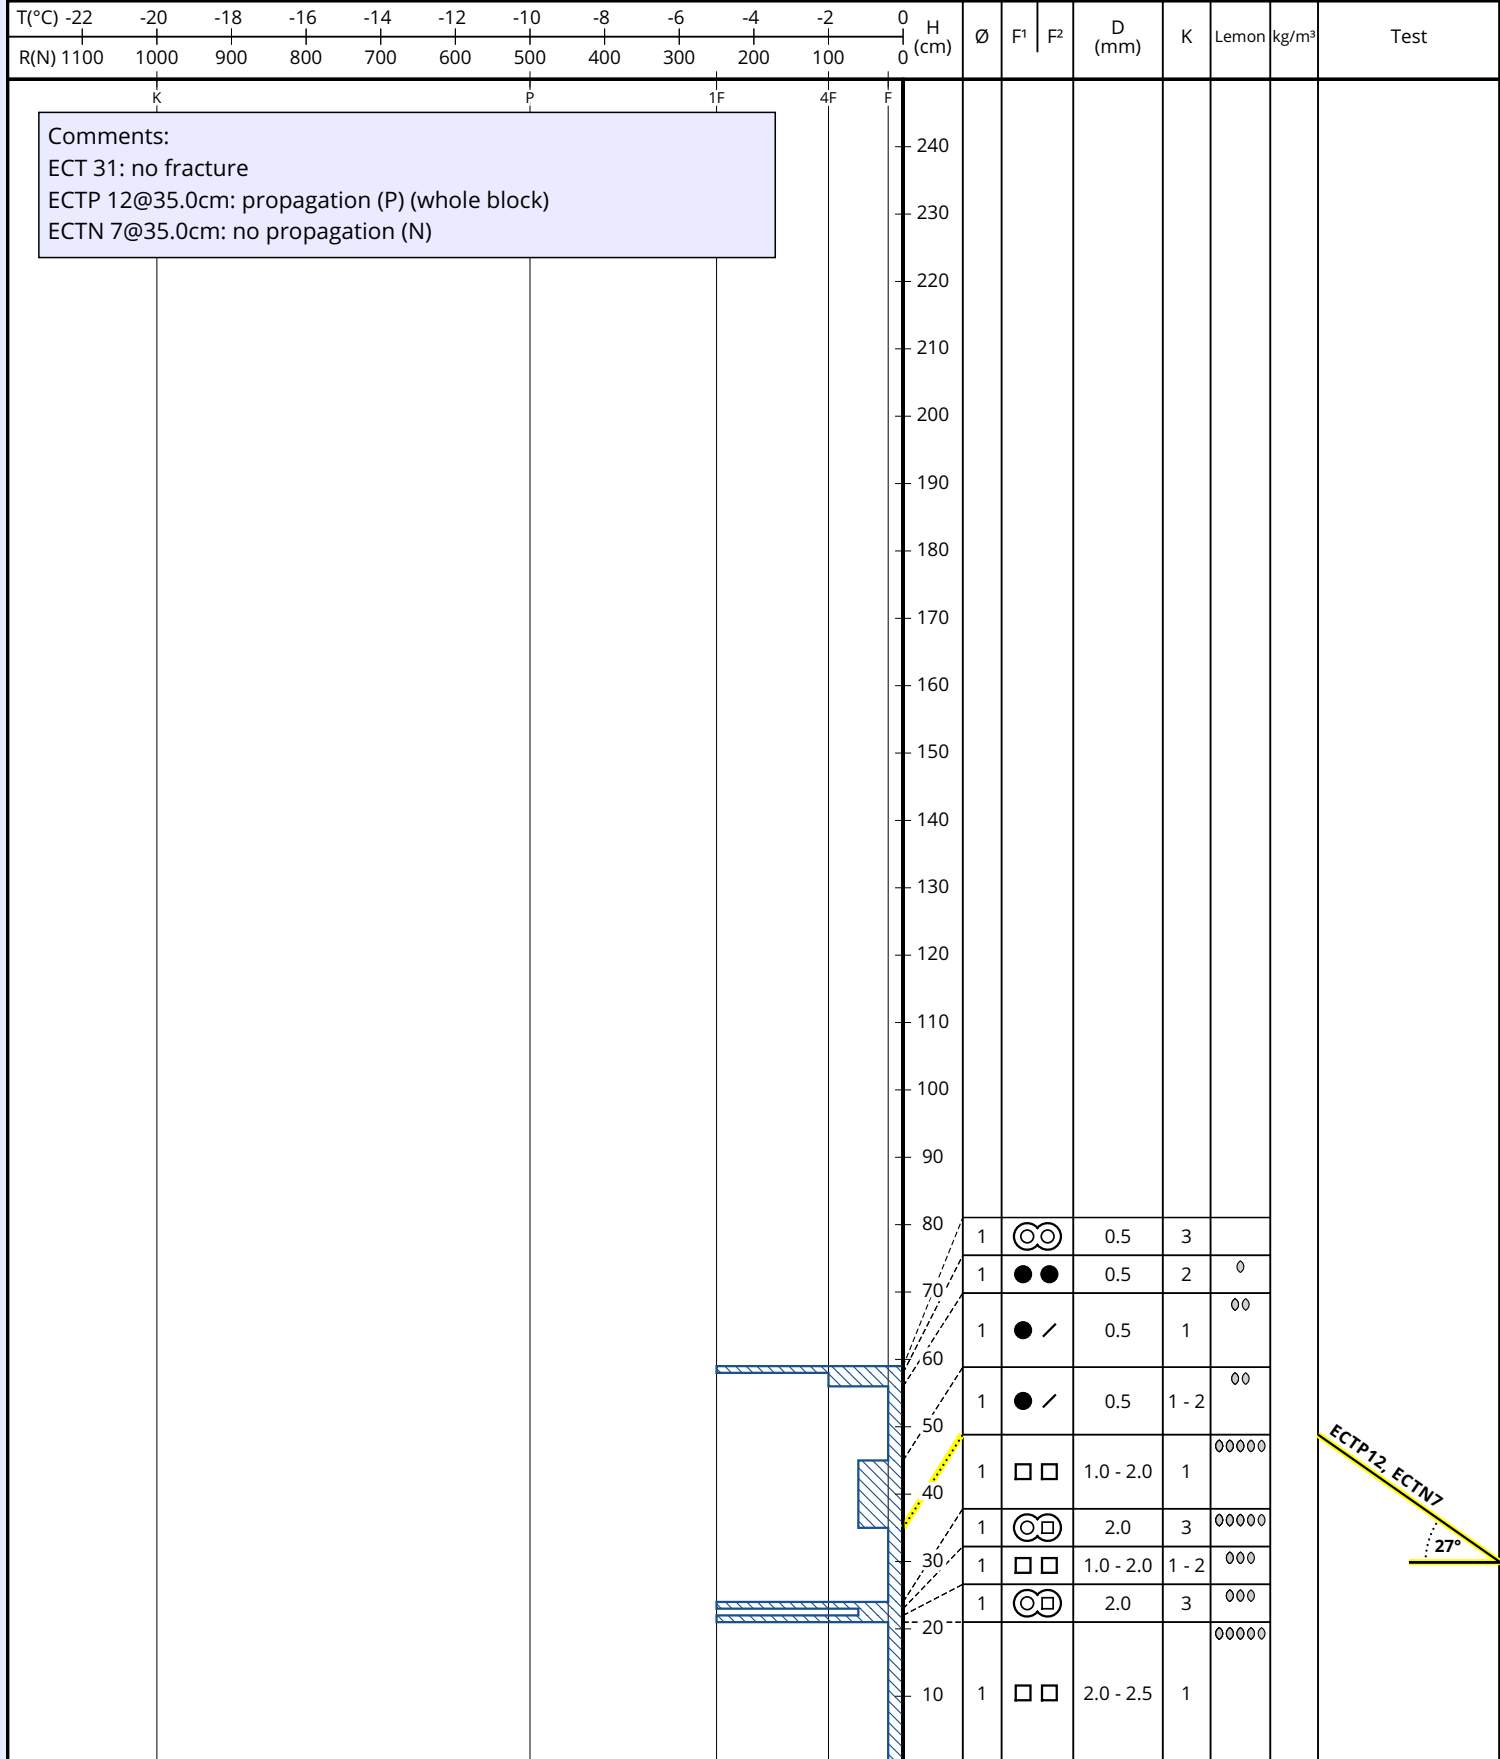 T(°C) -22 -20 -18 -16 -14 -12 -10 -8 -6 -4 -2 0
R(N) 1100 1000 900 800 700 600 500 400 300 200 100 0
H (cm) Ø F¹ F² D (mm) K Lemon kg/m³ Test
K P 1F 4F F
Comments:
ECT 31: no fracture
ECTP 12@35.0cm: propagation (P) (whole block)
ECTN 7@35.0cm: no propagation (N)
240
230
220
210
200
190
180
170
160
150
140
130
120
110
100
90
80
1 0.5 3
1 0.5 2
70
1 0.5 1
60
1 0.5 1 - 2
50
ECTP12, ECTN7
1 1.0 - 2.0 1
40
1 2.0 3
27°
30
1 1.0 - 2.0 1 - 2
1 2.0 3
20
10
1 2.0 - 2.5 1